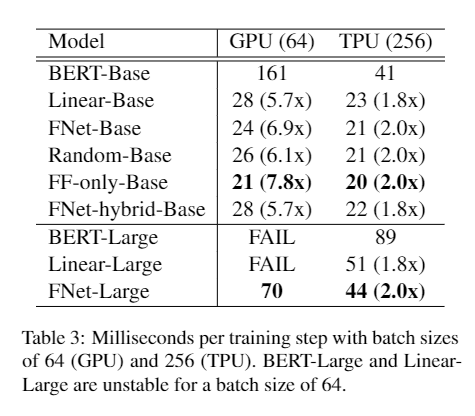 Model GPU (64) TPU (256)
BERT-Base 161 41
Linear-Base 28 (5.7x) 23 (1.8x)
FNet-Base 24 (6.9x) 21 (2.0x)
Random-Base 26 (6.1x) 21 (2.0x)
FF-only-Base 21 (7.8x) 20 (2.0x)
FNet-hybrid-Base 28 (5.7x) 22 (1.8x)
BERT-Large FAIL 89
Linear-Large FAIL 51 (1.8x)
FNet-Large 70 44 (2.0x)
Table 3: Milliseconds per training step with batch sizes
of 64 (GPU) and 256 (TPU). BERT-Large and Linear-
Large are unstable for a batch size of 64.